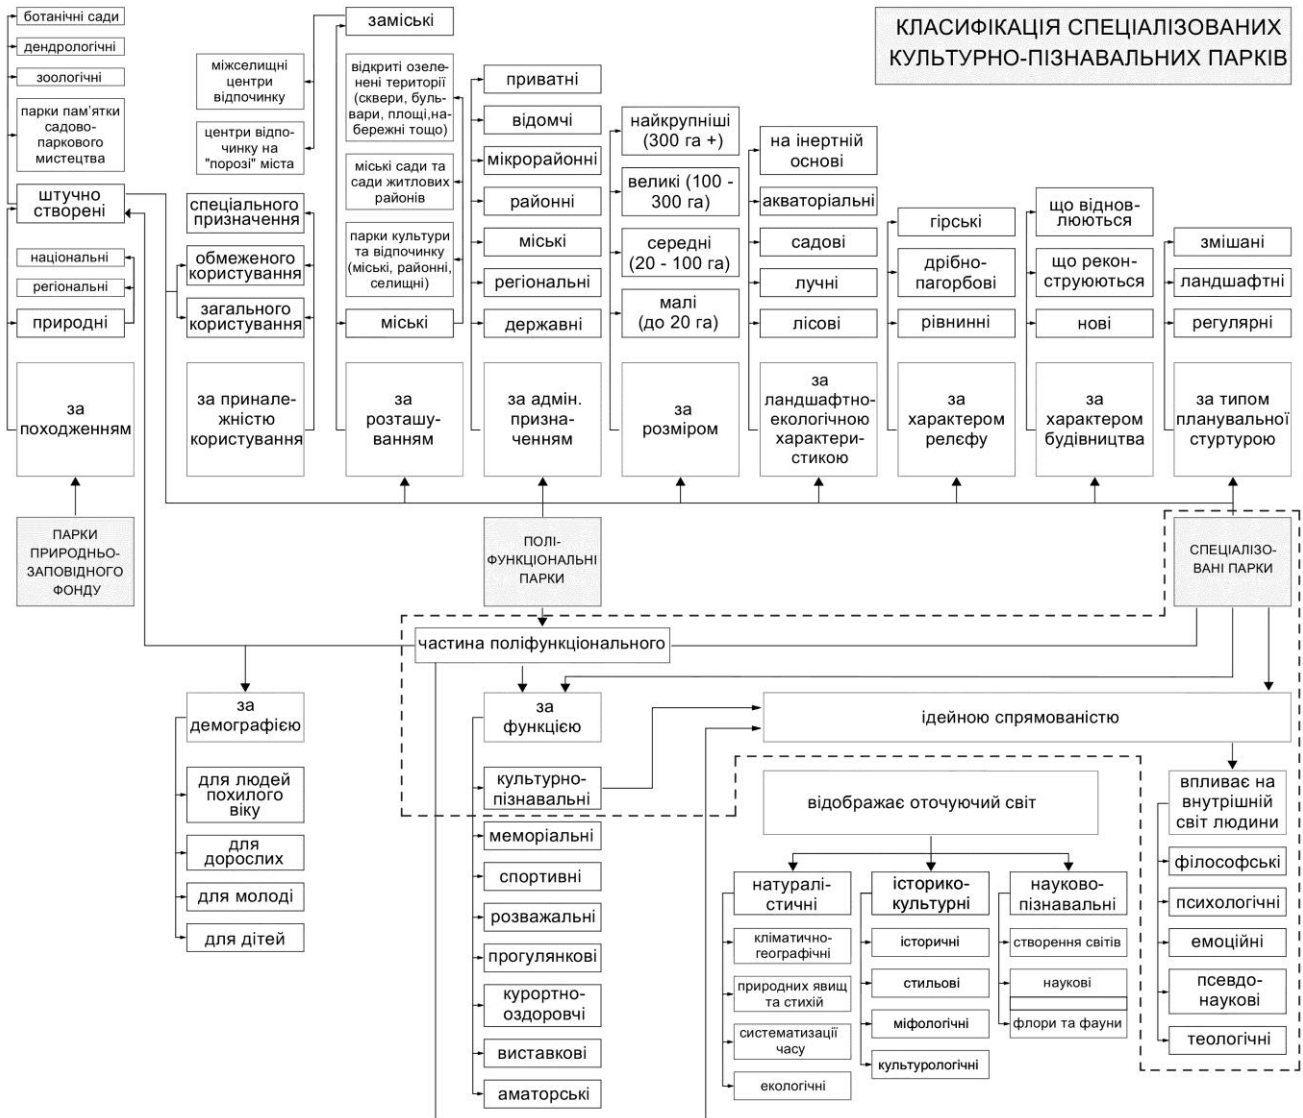 КЛАСИФІКАЦІЯ СПЕЦІАЛІЗОВАНИХ
КУЛЬТУРНО-ПІЗНАВАЛЬНИХ ПАРКІВ
ботанічні сади
дендрологічні
зоологічні
парки пам'ятки
садово-
паркового
мистецтва
штучно
створені
національні
регіональні
природні
за
походженням
міжселищні
центри
відпочинку
центри відпо-
чинку на
"порозі" міста
спеціального
призначення
обмеженого
користування
загального
користування
за принале-
жністю
користування
заміські
відкриті озеле-
нені території
(сквери, буль-
вари, площі,на-
бережні тощо)
міські сади та
сади житлових
районів
парки культури
та відпочинку
(міські, районні,
селищні)
міські
за
розташу-
ванням
приватні
відомчі
мікрорайонні
районні
міські
регіональні
державні
за адмін.
призна-
ченням
найкрупніші
(300 га +)
великі (100 -
300 га)
середні
(20 - 100 га)
малі
(до 20 га)
за
розміром
на інертній
основі
акваторіальні
садові
лучні
лісові
за
ландшафтно-
екологічною
характери-
стикою
гірські
дрібно-
пагорбові
рівнинні
за
характером
релєфу
що віднов-
люються
що рекон-
струюються
нові
за
характером
будівництва
змішані
ландшафтні
регулярні
за типом
планувальної
стуртурою
ПАРКИ
ПРИРОДНЬО-
ЗАПОВІДНОГО
ФОНДУ
ПОЛІ-
ФУНКЦІОНАЛЬНІ
ПАРКИ
СПЕЦІАЛІЗО-
ВАНІ ПАРКИ
частина поліфункціонального
за
демографією
для людей
похилого
віку
для
дорослих
для молоді
для дітей
за
функцією
культурно-
пізнавальні
меморіальні
спортивні
розважальні
прогулянкові
курортно-
оздоровчі
виставкові
аматорські
ідейною спрямованістю
відображає оточуючий світ
натуралі-
стичні
кліматично-
географічні
природних явищ
та стихій
систематизації
часу
екологічні
історико-
культурні
історичні
стильові
міфологічні
культурологічні
науково-
пізнавальні
створення світів
наукові
флори та фауни
впливає на
внутрішній
світ людини
філософські
психологічні
емоційні
псевдо-
наукові
теологічні